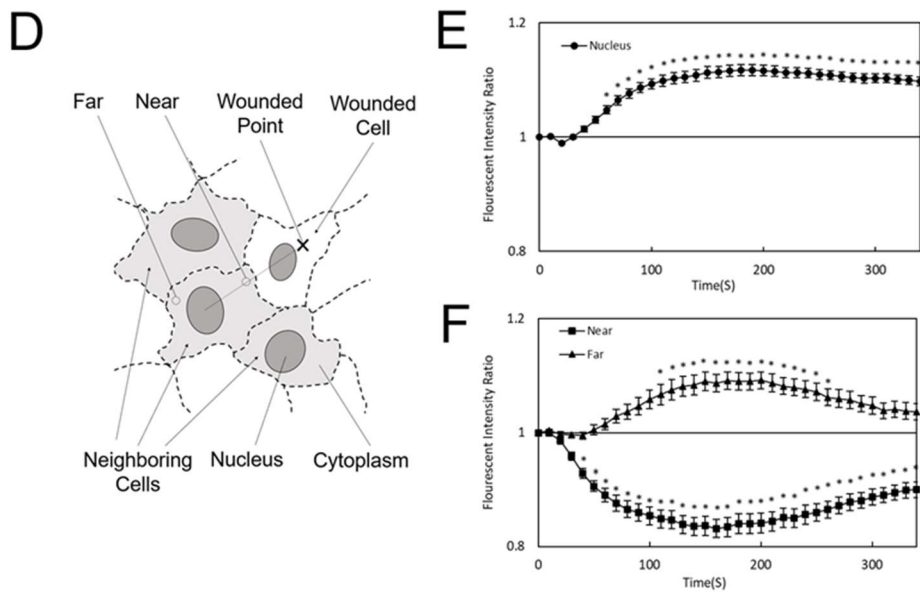 D
Far
Near
Wounded
Point
Wounded
Cell
Neighboring
Cells
Nucleus
Cytoplasm
E
Flourescent Intensity Ratio
1.2
1
0.8
Nucleus
* * * * * * * * * * * * * * * * * * * * * * * * * * * * *
0
100
200
300
Time(S)
F
Flourescent Intensity Ratio
1.2
1
0.8
Near
Far
* * * * * * * * * * * * * * * *
* * * * * * * * * * * * * * * * * * * * * * * * * * * * * * *
0
100
200
300
Time(S)